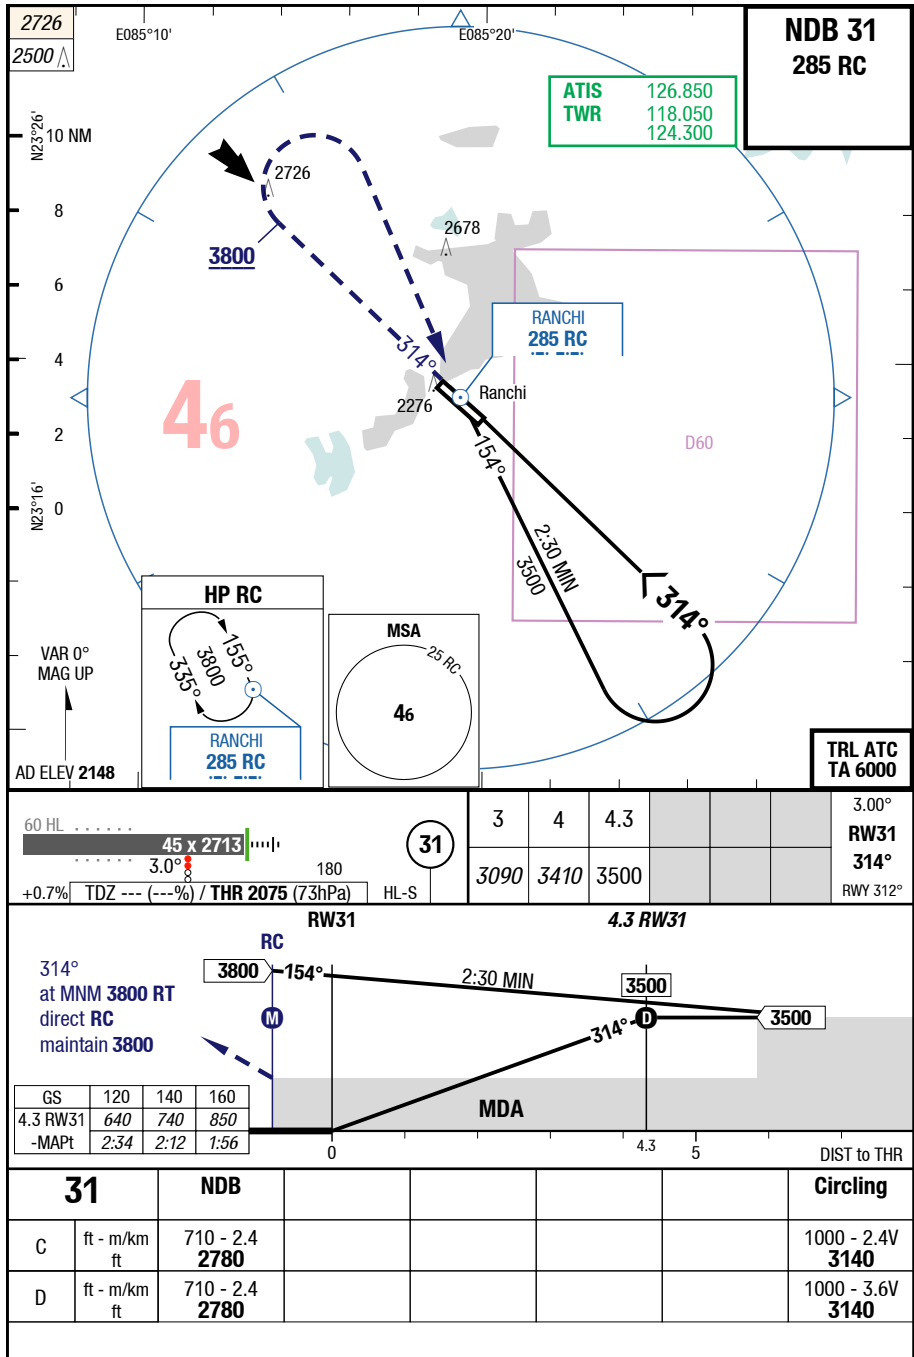 2726
2500
E085°10'
E085°20'
NDB 31
285 RC
ATIS 126.850
TWR 118.050
124.300
N23°26'
10 NM
8
6
4
2
0
N23°16'
2726
2678
3800
RANCHI
285 RC
314°
2276
Ranchi
46
D60
154°
2:30 MIN
3500
314°
HP RC
155°
3800
335°
RANCHI
285 RC
MSA
25 RC
46
VAR 0°
MAG UP
AD ELEV 2148
TRL ATC
TA 6000
60 HL
45 x 2713
3.0°
180
+0.7%
TDZ --- (---%) / THR 2075 (73hPa)
HL-S
31
3 4 4.3
3090 3410 3500
3.00°
RW31
314°
RWY 312°
RW31
4.3 RW31
RC
314°
at MNM 3800 RT
direct RC
maintain 3800
3800
154°
2:30 MIN
3500
M
314°
D
3500
MDA
GS 120 140 160
4.3 RW31 640 740 850
-MAPt 2:34 2:12 1:56
0
4.3
5
DIST to THR
31 NDB Circling
C ft - m/km 710 - 2.4 1000 - 2.4V
ft 2780 3140
D ft - m/km 710 - 2.4 1000 - 3.6V
ft 2780 3140